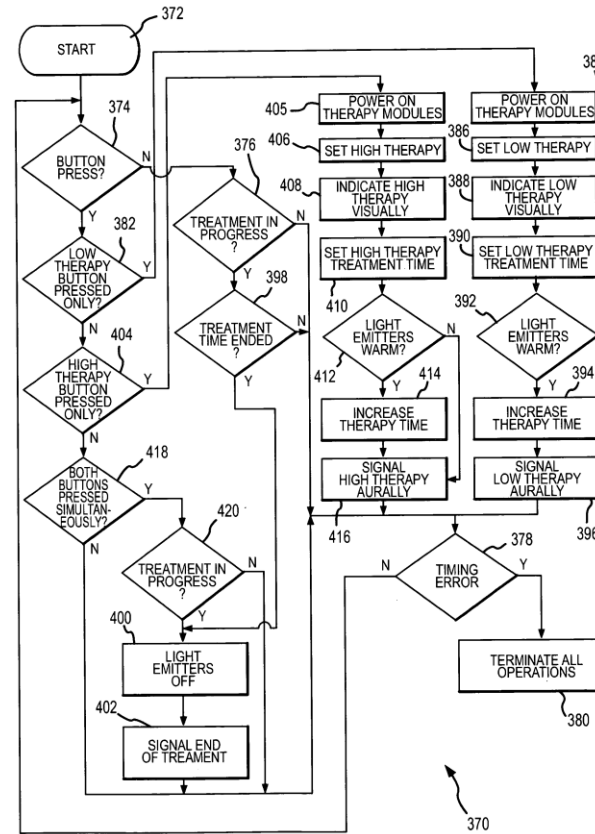 372
START
374
BUTTON
PRESS?
N
Y
382
LOW
THERAPY
BUTTON
PRESSED
ONLY?
Y
N
404
HIGH
THERAPY
BUTTON
PRESSED
ONLY?
Y
N
418
BOTH
BUTTONS
PRESSED
SIMULTAN-
EOUSLY?
Y
N
376
TREATMENT IN
PROGRESS
?
N
Y
398
TREATMENT
TIME ENDED
?
N
Y
420
TREATMENT IN
PROGRESS
?
N
Y
400
LIGHT
EMITTERS
OFF
402
SIGNAL END
OF TREAMENT
405
POWER ON
THERAPY MODULES
406
SET HIGH THERAPY
408
INDICATE HIGH
THERAPY
VISUALLY
SET HIGH THERAPY
TREATMENT TIME
410
LIGHT
EMITTERS
WARM?
N
412
Y
414
INCREASE
THERAPY TIME
SIGNAL
HIGH THERAPY
AURALLY
416
38
POWER ON
THERAPY MODULES
386
SET LOW THERAPY
388
INDICATE LOW
THERAPY
VISUALLY
390
SET LOW THERAPY
TREATMENT TIME
392
LIGHT
EMITTERS
WARM?
Y
394
INCREASE
THERAPY TIME
SIGNAL
LOW THERAPY
AURALLY
396
378
TIMING
ERROR
N
Y
TERMINATE ALL
OPERATIONS
380
370